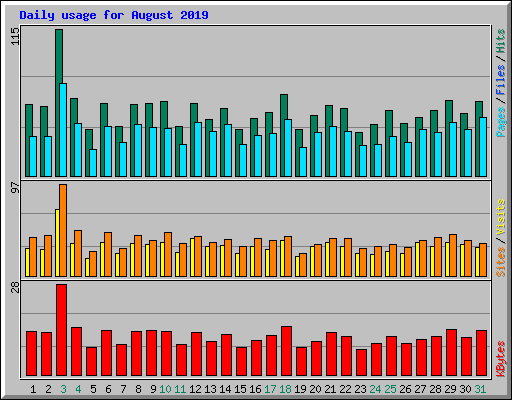 Daily usage for August 2019
115
Pages / Files / Hits
97
Sites / Visits
28
KBytes
1 2 3 4 5 6 7 8 9 10 11 12 13 14 15 16 17 18 19 20 21 22 23 24 25 26 27 28 29 30 31